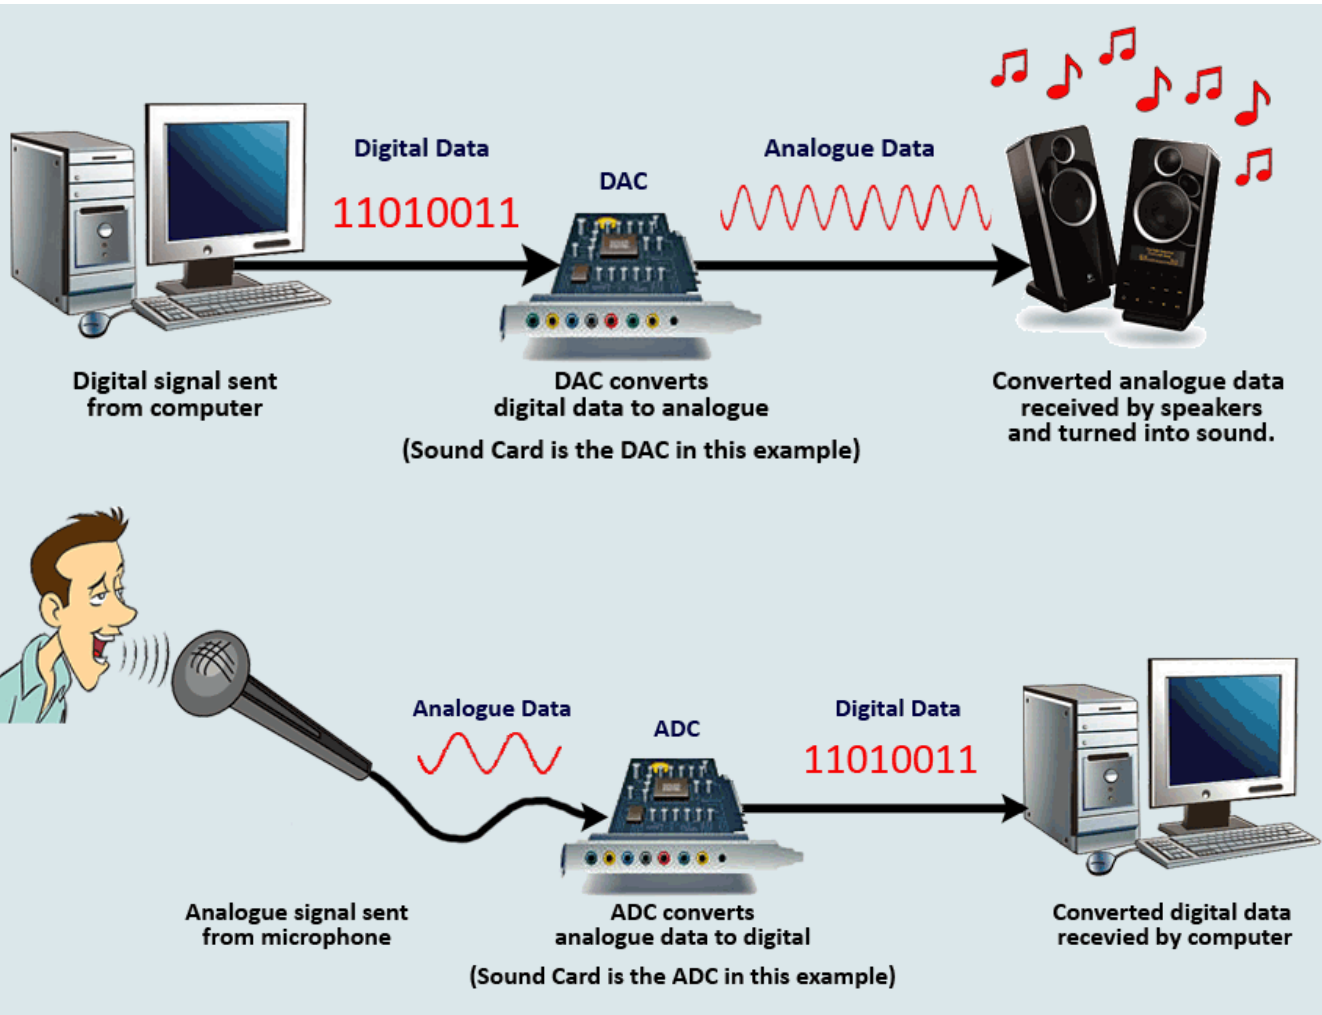 Digital Data
11010011
DAC
Analogue Data
Digital signal sent
from computer
DAC converts
digital data to analogue
(Sound Card is the DAC in this example)
Converted analogue data
received by speakers
and turned into sound.
Analogue Data
ADC
Digital Data
11010011
Analogue signal sent
from microphone
ADC converts
analogue data to digital
(Sound Card is the ADC in this example)
Converted digital data
recevied by computer